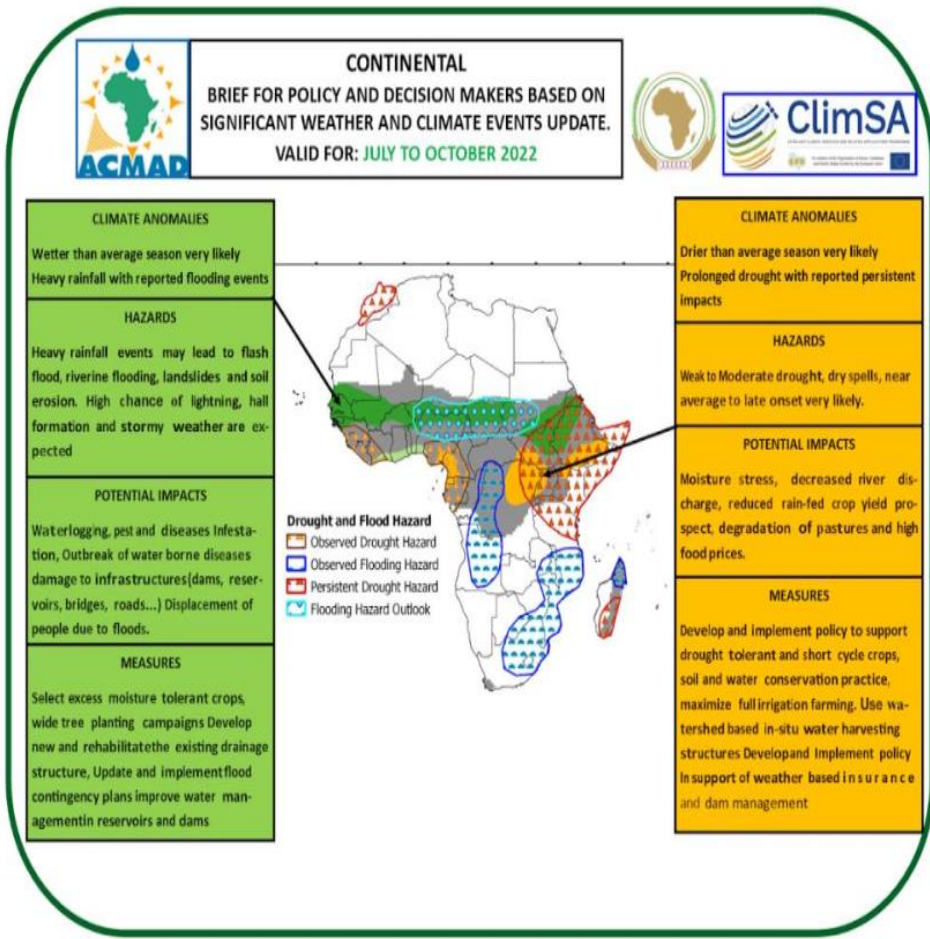 ACMAD
CONTINENTAL
BRIEF FOR POLICY AND DECISION MAKERS BASED ON
SIGNIFICANT WEATHER AND CLIMATE EVENTS UPDATE.
VALID FOR: JULY TO OCTOBER 2022
ClimSA
CLIMATE ANOMALIES
Wetter than average season very likely
Heavy rainfall with reported flooding events
HAZARDS
Heavy rainfall events may lead to flash
flood, riverine flooding, landslides and soil
erosion. High chance of lightning, hall
formation and stormy weather are ex-
pected
POTENTIAL IMPACTS
Waterlogging, pest and diseases Infesta-
tion, Outbreak of water borne diseases
damage to infrastructures(dams, reser-
voirs, bridges, roads...) Displacement of
people due to floods.
MEASURES
Select excess moisture tolerant crops,
wide tree planting campaigns Develop
new and rehabilitatethe existing drainage
structure, Update and implementflood
contingency plans improve water man-
agementin reservoirs and dams
Drought and Flood Hazard
Observed Drought Hazard
Observed Flooding Hazard
Persistent Drought Hazard
Flooding Hazard Outlook
CLIMATE ANOMALIES
Drier than average season very likely
Prolonged drought with reported persistent
impacts
HAZARDS
Weak to Moderate drought, dry spells, near
average to late onset very likely.
POTENTIAL IMPACTS
Moisture stress, decreased river dis-
charge, reduced rain-fed crop yield pro-
spect, degradation of pastures and high
food prices.
MEASURES
Develop and implement policy to support
drought tolerant and short cycle crops,
soil and water conservation practice,
maximize full irrigation farming. Use wa-
tershed based in-situ water harvesting
structures Developand Implement policy
In support of weather based insurance
and dam management